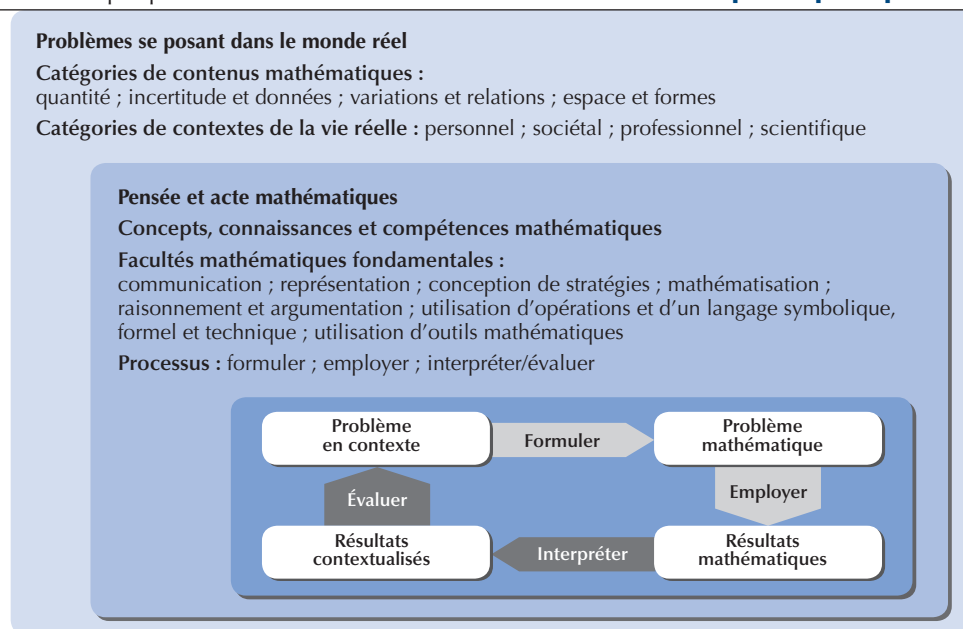 Problèmes se posant dans le monde réel
Catégories de contenus mathématiques :
quantité ; incertitude et données ; variations et relations ; espace et formes
Catégories de contextes de la vie réelle : personnel ; sociétal ; professionnel ; scientifique
Pensée et acte mathématiques
Concepts, connaissances et compétences mathématiques
Facultés mathématiques fondamentales :
communication ; représentation ; conception de stratégies ; mathématisation ;
raisonnement et argumentation ; utilisation d'opérations et d'un langage symbolique,
formel et technique ; utilisation d'outils mathématiques
Processus : formuler ; employer ; interpréter/évaluer
Problème
en contexte
Formuler
Problème
mathématique
Évaluer
Employer
Résultats
contextualisés
Interpréter
Résultats
mathématiques